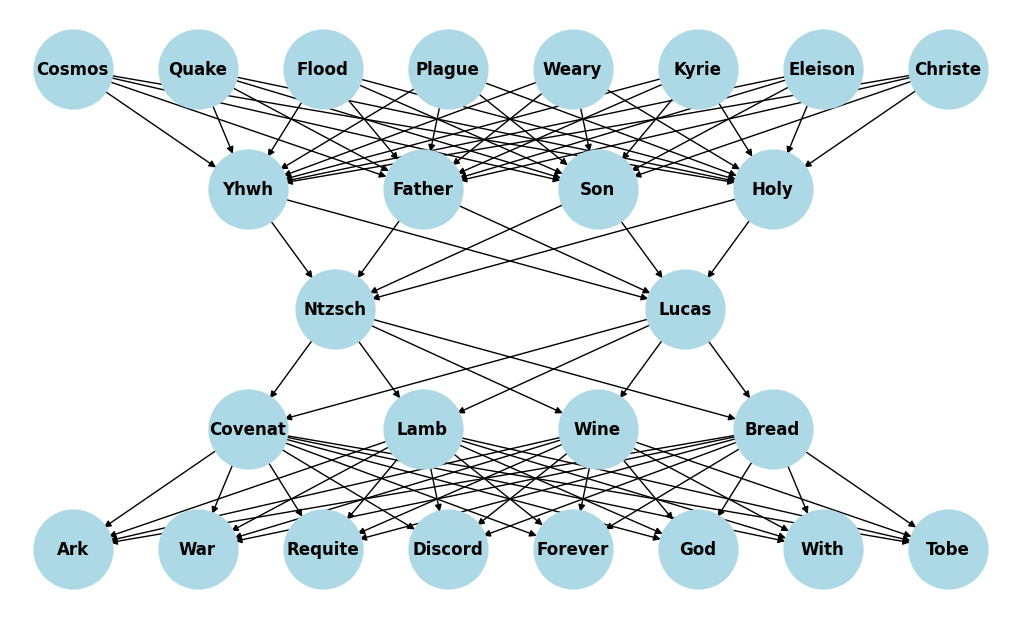 Cosmos Quake Flood Plague Weary Kyrie Eleison Christe
Yhwh Father Son Holy
Ntzsch Lucas
Covenat Lamb Wine Bread
Ark War Requite Discord Forever God With Tobe